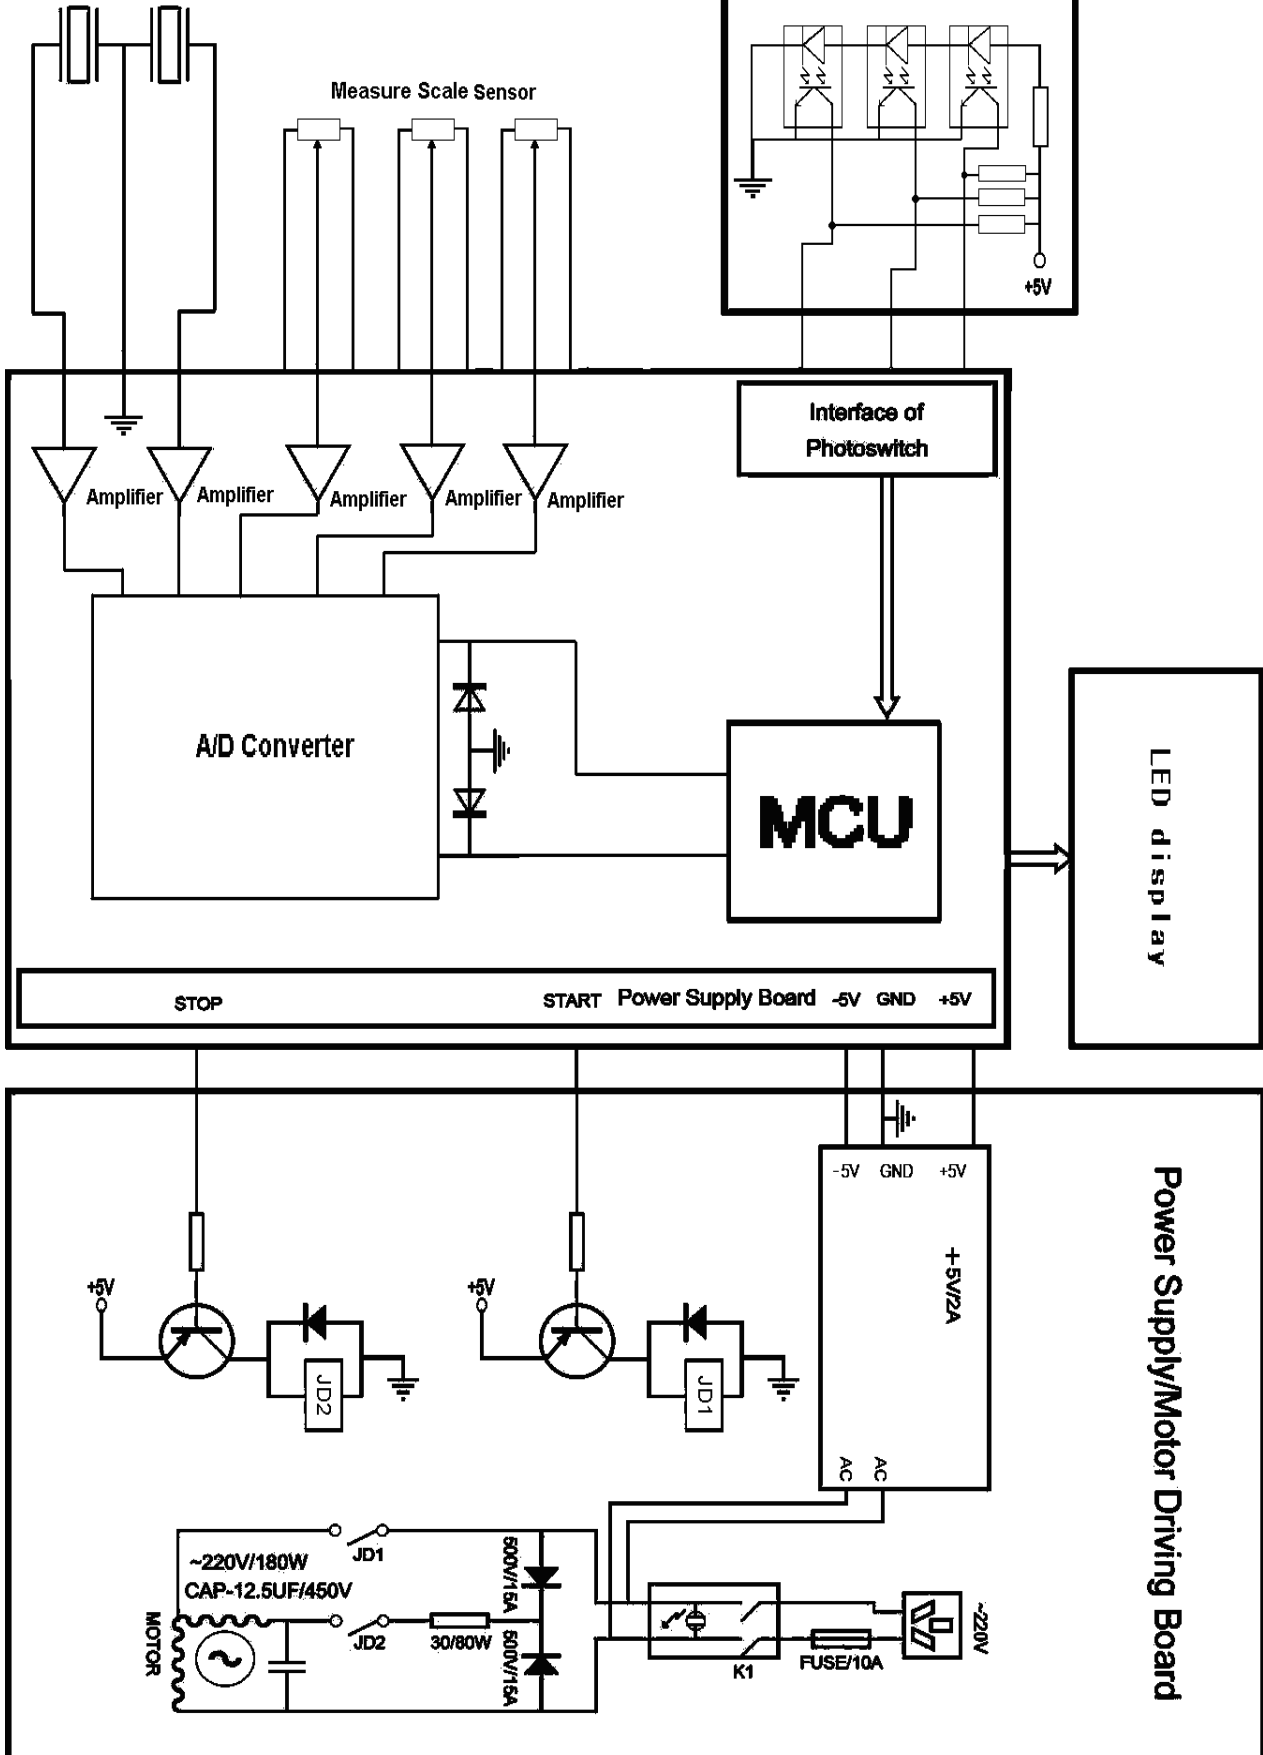 Measure Scale Sensor
+5V
Interface of
Photoswitch
Amplifier
Amplifier
Amplifier
Amplifier
Amplifier
A/D Converter
MCU
LED display
STOP
START
Power Supply Board
-5V
GND
+5V
-5V
GND
+5V
+5V/2A
AC
AC
Power Supply/Motor Driving Board
+5V
JD2
+5V
JD1
~220V/180W
CAP-12.5UF/450V
MOTOR
JD1
JD2
30/80W
500V/15A
500V/15A
K1
FUSE/10A
~220V